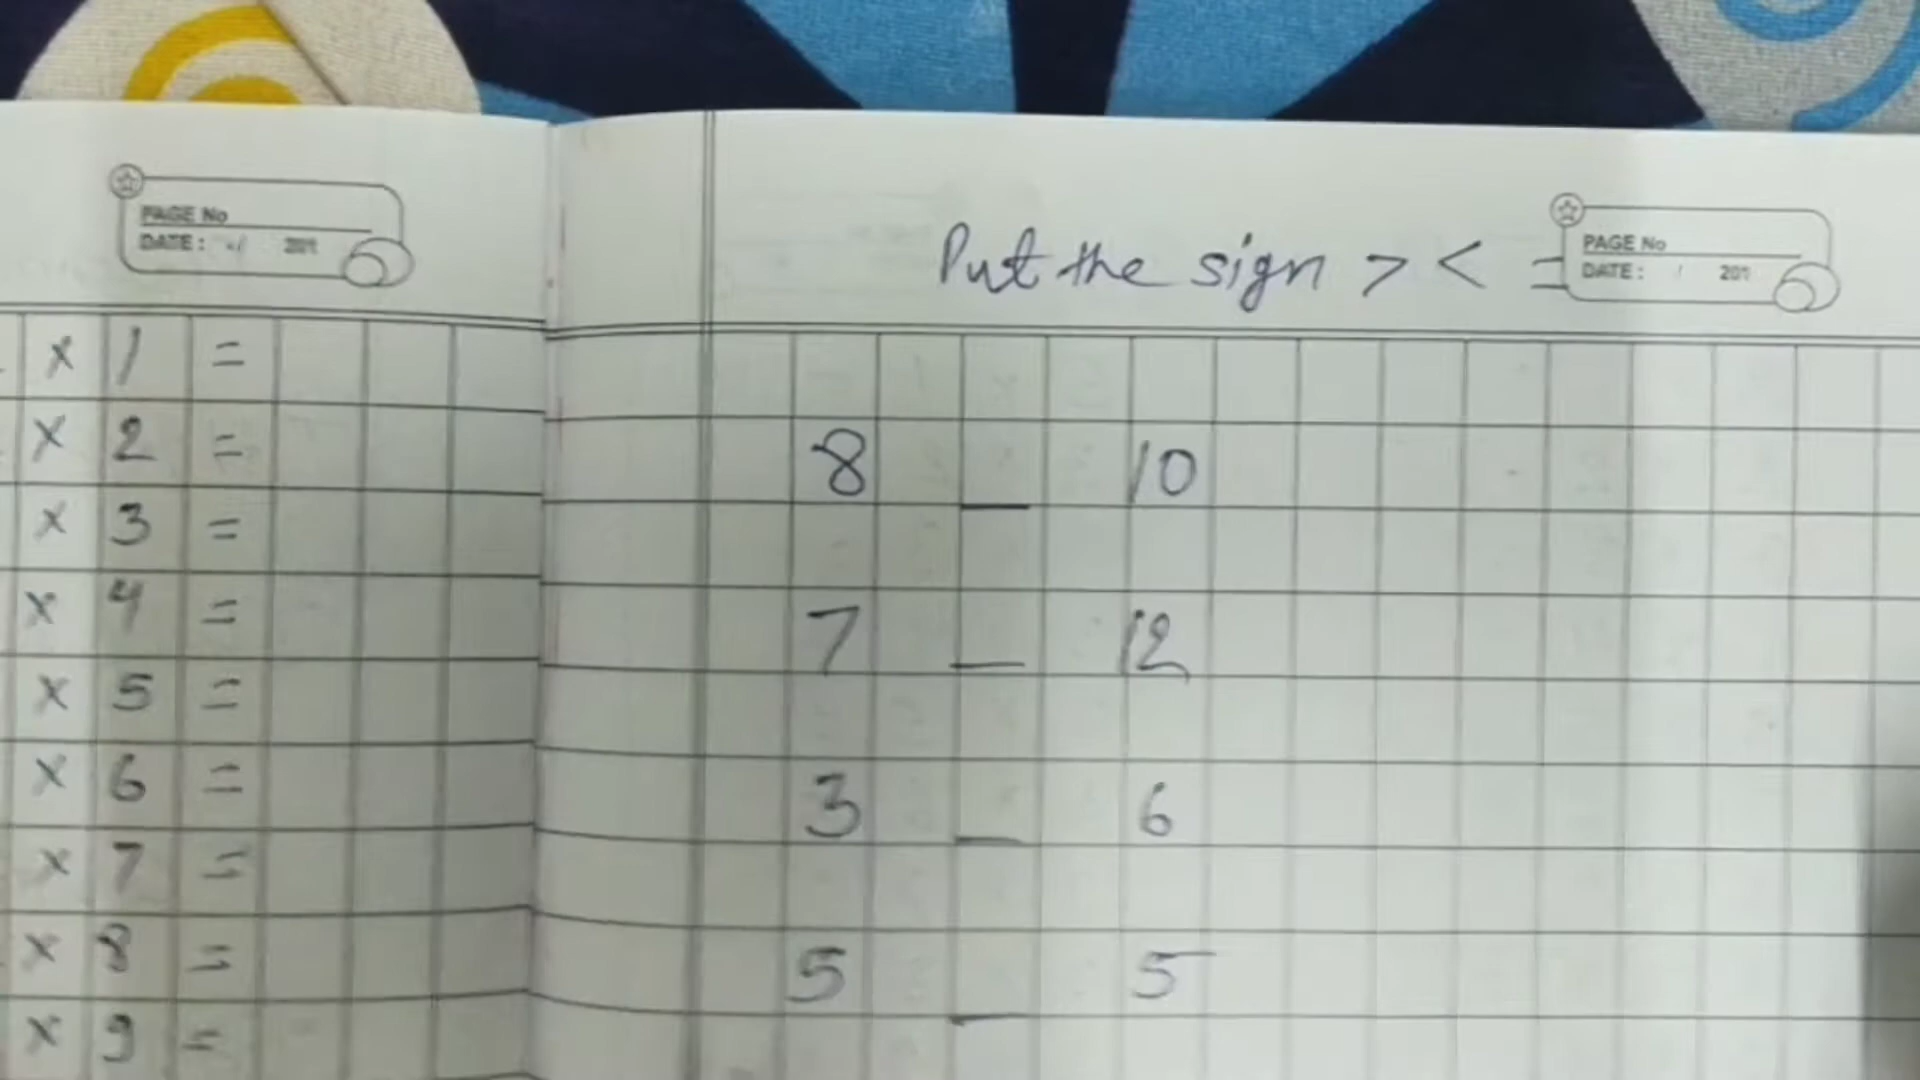 PAGE No
DATE: / 201
× 1 =
× 2 =
× 3 =
× 4 =
× 5 =
× 6 =
× 7 =
× 8 =
× 9 =
Put the sign > < =
PAGE No
DATE: / 201
8 _ 10
7 _ 12
3 _ 6
5 _ 5